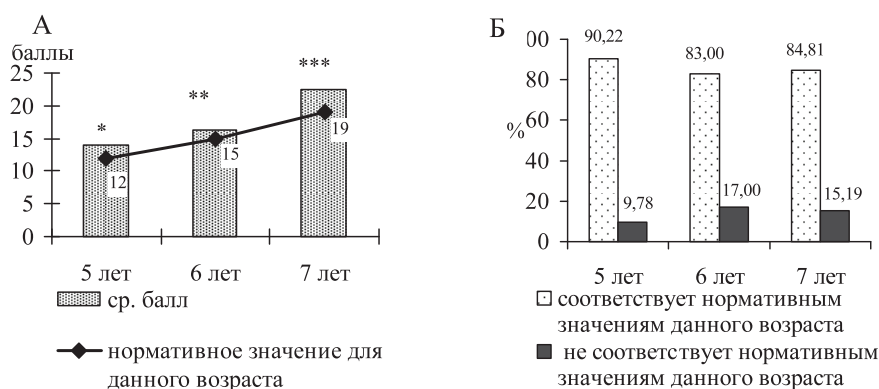 А
баллы
25
20
15
10
5
0
*
**
***
12
15
19
5 лет
6 лет
7 лет
ср. балл
нормативное значение для
данного возраста
Б
%
00
80
60
40
20
0
90,22
83,00
84,81
9,78
17,00
15,19
5 лет
6 лет
7 лет
соответствует нормативным
значениям данного возраста
не соответствует нормативным
значениям данного возраста